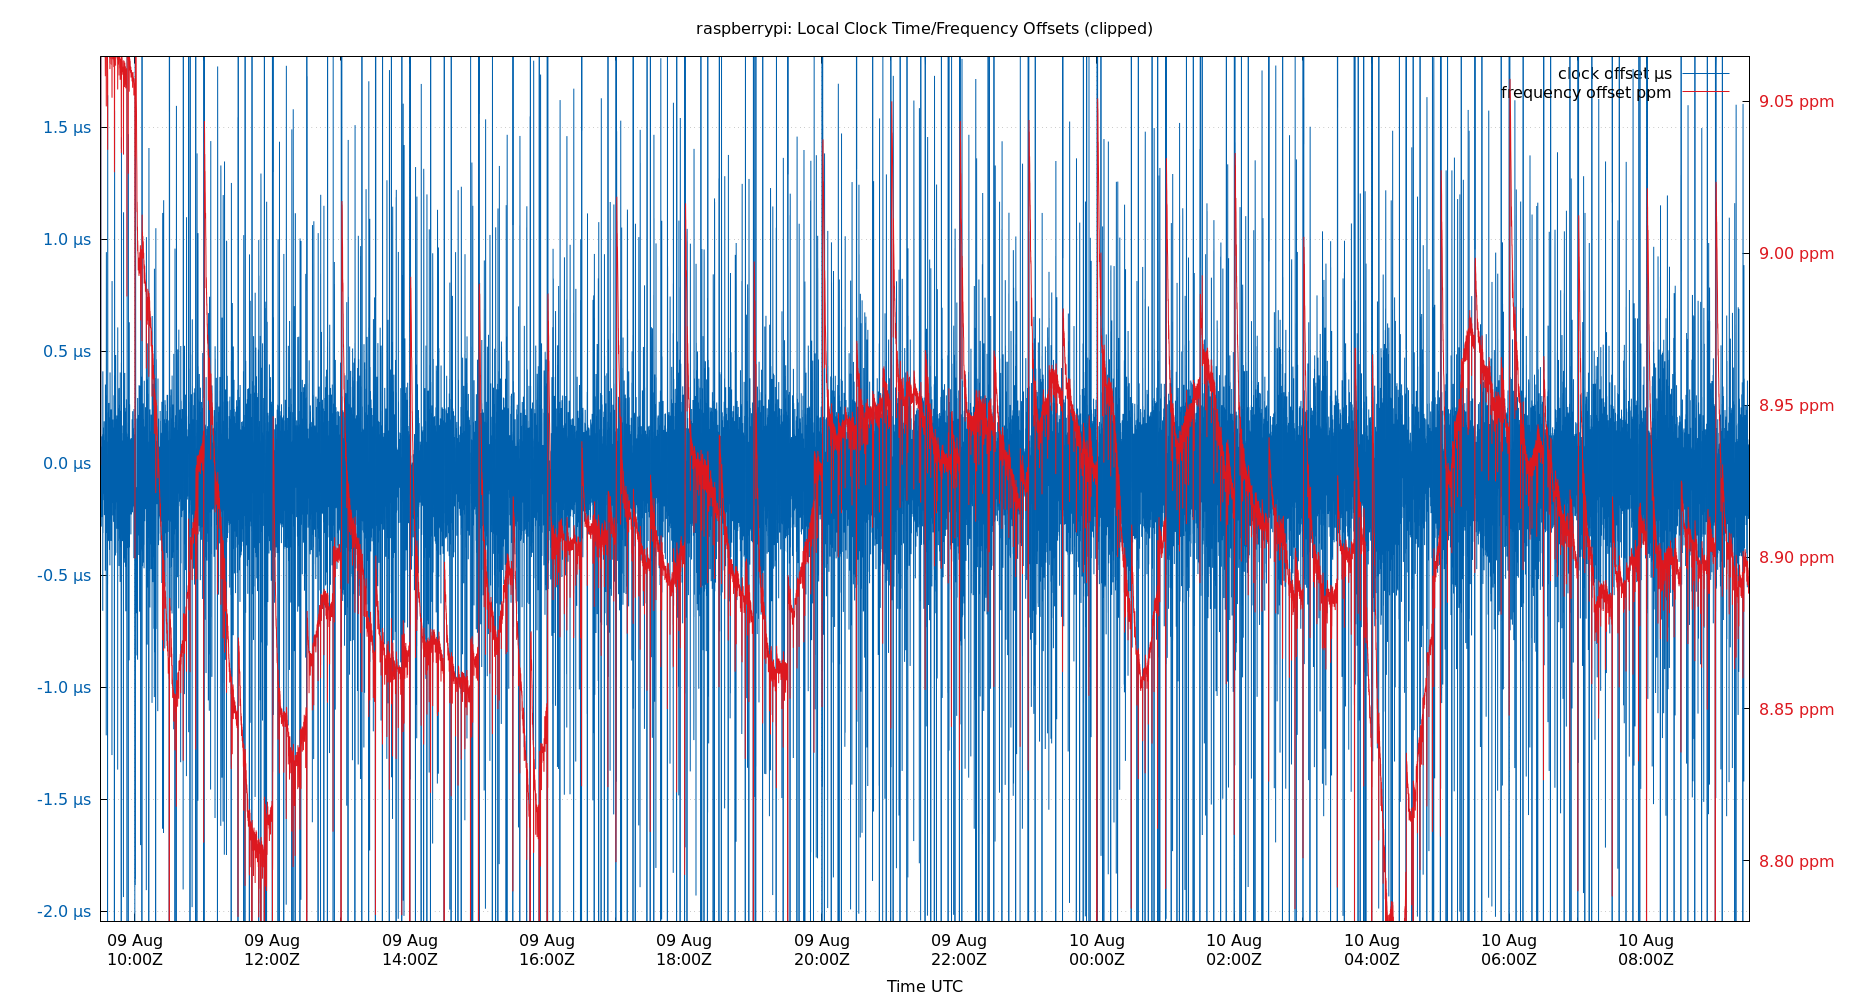 raspberrypi: Local Clock Time/Frequency Offsets (clipped)
clock offset µs
frequency offset ppm
1.5 µs
1.0 µs
0.5 µs
0.0 µs
-0.5 µs
-1.0 µs
-1.5 µs
-2.0 µs
9.05 ppm
9.00 ppm
8.95 ppm
8.90 ppm
8.85 ppm
8.80 ppm
09 Aug
10:00Z
09 Aug
12:00Z
09 Aug
14:00Z
09 Aug
16:00Z
09 Aug
18:00Z
09 Aug
20:00Z
09 Aug
22:00Z
10 Aug
00:00Z
10 Aug
02:00Z
10 Aug
04:00Z
10 Aug
06:00Z
10 Aug
08:00Z
Time UTC